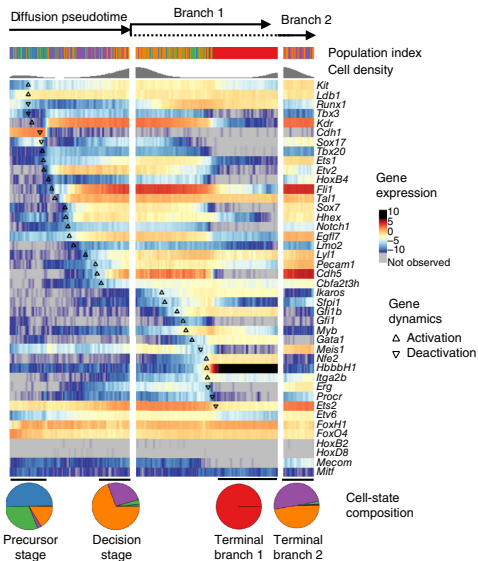 Diffusion pseudotime
Branch 1
Branch 2
Population index
Cell density
Kit
Ldb1
Runx1
Tbx3
Kdr
Cdh1
Sox17
Tbx20
Ets1
Etv2
HoxB4
Fli1
Tal1
Sox7
Hhex
Notch1
Egfl7
Lmo2
Lyl1
Pecam1
Cdh5
Cbfa2t3h
Ikaros
Sfpi1
Gfi1b
Gfi1
Myb
Gata1
Meis1
Nfe2
HbbbH1
Itga2b
Erg
Procr
Ets2
Etv6
FoxH1
FoxO4
HoxB2
HoxD8
Mecom
Mitf
Gene
expression
10
5
0
−5
−10
Not observed
Gene
dynamics
Activation
Deactivation
Cell-state
composition
Precursor
stage
Decision
stage
Terminal
branch 1
Terminal
branch 2